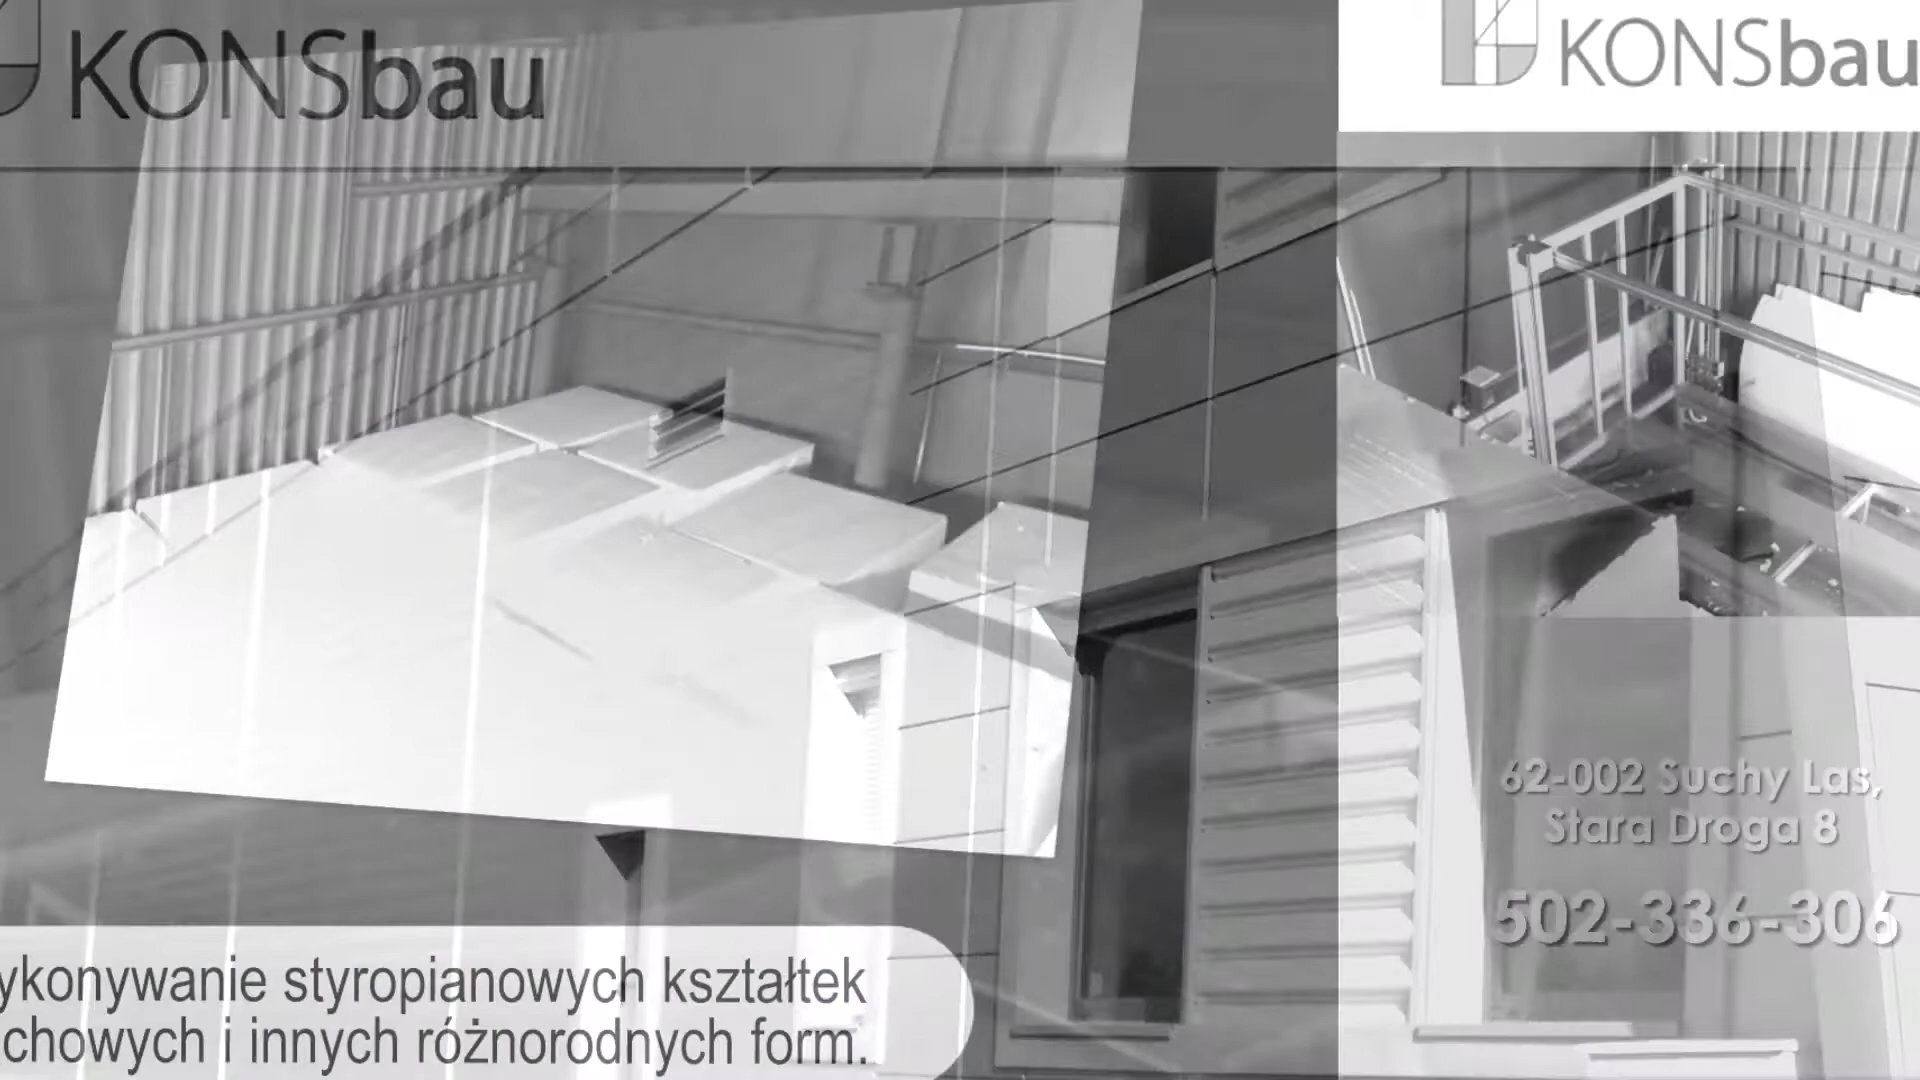 KONSbau
KONSbau
62-002 Suchy Las,
Stara Droga 8
502-336-306
ykonywanie styropianowych kształtek
chowych i innych różnorodnych form.